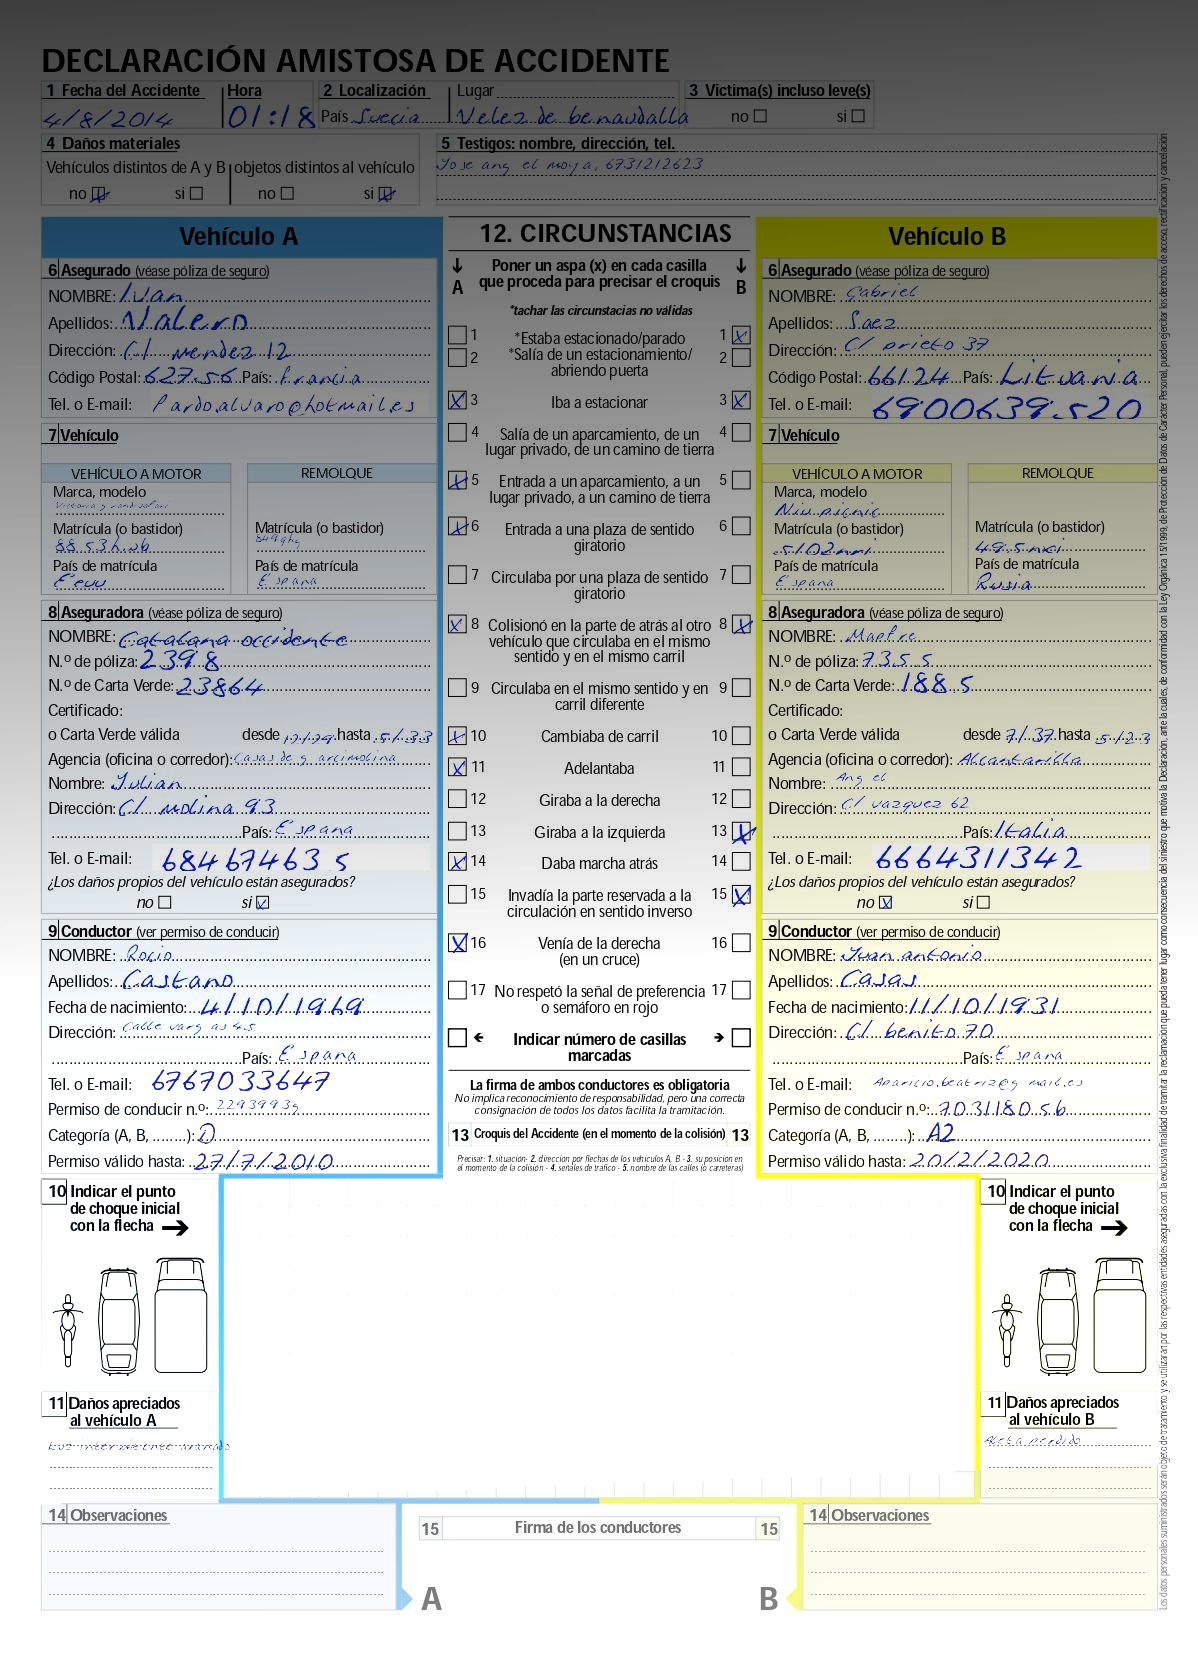 DECLARACIÓN AMISTOSA DE ACCIDENTE
1 Fecha del Accidente Hora 2 Localización Lugar 3 Victima(s) incluso leve(s)
4/8/2014 01:18 País Suecia Velez de benaudalla no si
4 Daños materiales 5 Testigos: nombre, dirección, tel.
Vehículos distintos de A y B objetos distintos al vehículo Jose ang el moya, 6731212623
no si no si
Vehículo A
6 Asegurado (véase póliza de seguro)
NOMBRE: Ivan
Apellidos: Valero
Dirección: C/ mendez 12
Código Postal: 627.56 País: Francia
Tel. o E-mail: Pardo.alvaro@hotmail.es
7 Vehículo
VEHÍCULO A MOTOR REMOLQUE
Marca, modelo
Matrícula (o bastidor) Matrícula (o bastidor)
8853hub 849ghg
País de matrícula País de matrícula
Eeuu Espana
8 Aseguradora (véase póliza de seguro)
NOMBRE: Catalana occidente
N.º de póliza: 2398
N.º de Carta Verde: 23864
Certificado:
o Carta Verde válida desde hasta 5/.33
Agencia (oficina o corredor):
Nombre: Julian
Dirección: C/ molina 93
País: Espana
Tel. o E-mail: 68467463 5
¿Los daños propios del vehículo están asegurados?
no si
9 Conductor (ver permiso de conducir)
NOMBRE: Rocio
Apellidos: Castano
Fecha de nacimiento: 4/10/1969
Dirección: Calle varg as 45
País: Espana
Tel. o E-mail: 6767033647
Permiso de conducir n.º: 2293993g
Categoría (A, B, ........): D
Permiso válido hasta: 27/7/2010
12. CIRCUNSTANCIAS
A Poner un aspa (x) en cada casilla B
que proceda para precisar el croquis
*tachar las circunstacias no válidas
1 *Estaba estacionado/parado 1
2 *Salía de un estacionamiento/ 2
abriendo puerta
3 Iba a estacionar 3
4 Salía de un aparcamiento, de un 4
lugar privado, de un camino de tierra
5 Entrada a un aparcamiento, a un 5
lugar privado, a un camino de tierra
6 Entrada a una plaza de sentido 6
giratorio
7 Circulaba por una plaza de sentido 7
giratorio
8 Colisionó en la parte de atrás al otro 8
vehículo que circulaba en el mismo
sentido y en el mismo carril
9 Circulaba en el mismo sentido y en 9
carril diferente
10 Cambiaba de carril 10
11 Adelantaba 11
12 Giraba a la derecha 12
13 Giraba a la izquierda 13
14 Daba marcha atrás 14
15 Invadía la parte reservada a la 15
circulación en sentido inverso
16 Venía de la derecha 16
(en un cruce)
17 No respetó la señal de preferencia 17
o semáforo en rojo
Indicar número de casillas
marcadas
La firma de ambos conductores es obligatoria
No implica reconocimiento de responsabilidad, pero una correcta
consignación de todos los datos facilita la tramitación.
13 Croquis del Accidente (en el momento de la colisión) 13
Precisar: 1. situación- 2. dirección por flechas de los vehículos A, B - 3. su posición en
el momento de la colisión - 4. señales de tráfico - 5. nombre de las calles (o carreteras)
Vehículo B
6 Asegurado (véase póliza de seguro)
NOMBRE: Gabriel
Apellidos: Saez
Dirección: C/ prieto 37
Código Postal: 66124 País: Lituania
Tel. o E-mail: 6900639520
7 Vehículo
VEHÍCULO A MOTOR REMOLQUE
Marca, modelo
Niu picnic
Matrícula (o bastidor) Matrícula (o bastidor)
5102nni 495nxi
País de matrícula País de matrícula
Espana Rusia
8 Aseguradora (véase póliza de seguro)
NOMBRE: Mapfre
N.º de póliza: 7355
N.º de Carta Verde: 1885
Certificado:
o Carta Verde válida desde 7/.37 hasta 5/23
Agencia (oficina o corredor): Alcantarilla
Nombre: Ang el
Dirección: C/ vazquez 62
País: Italia
Tel. o E-mail: 6664311342
¿Los daños propios del vehículo están asegurados?
no si
9 Conductor (ver permiso de conducir)
NOMBRE: Juan antonio
Apellidos: Casas
Fecha de nacimiento: 11/10/1931
Dirección: C/ benito 70
País: Espana
Tel. o E-mail: Aparicio.beatriz@g mail.es
Permiso de conducir n.º: 70311805b
Categoría (A, B, ........): A2
Permiso válido hasta: 20/2/2020
10 Indicar el punto
de choque inicial
con la flecha
11 Daños apreciados
al vehículo A
Luz intermitente aranado
10 Indicar el punto
de choque inicial
con la flecha
11 Daños apreciados
al vehículo B
Aleta perdido
14 Observaciones
15 Firma de los conductores 15
A B
14 Observaciones
Los datos personales suministrados serán objeto de tratamiento y se utilizaran por las respectivas entidades aseguradas con la exclusiva finalidad de tramitar la reclamación que pueda tener lugar como consecuencia del siniestro que motiva la Declaración, ante la cuales, de conformidad con la Ley Orgánica 15/1999, de Protección de Datos de Carácter Personal, pueden ejercitar los derechos de acceso, rectificación y cancelación